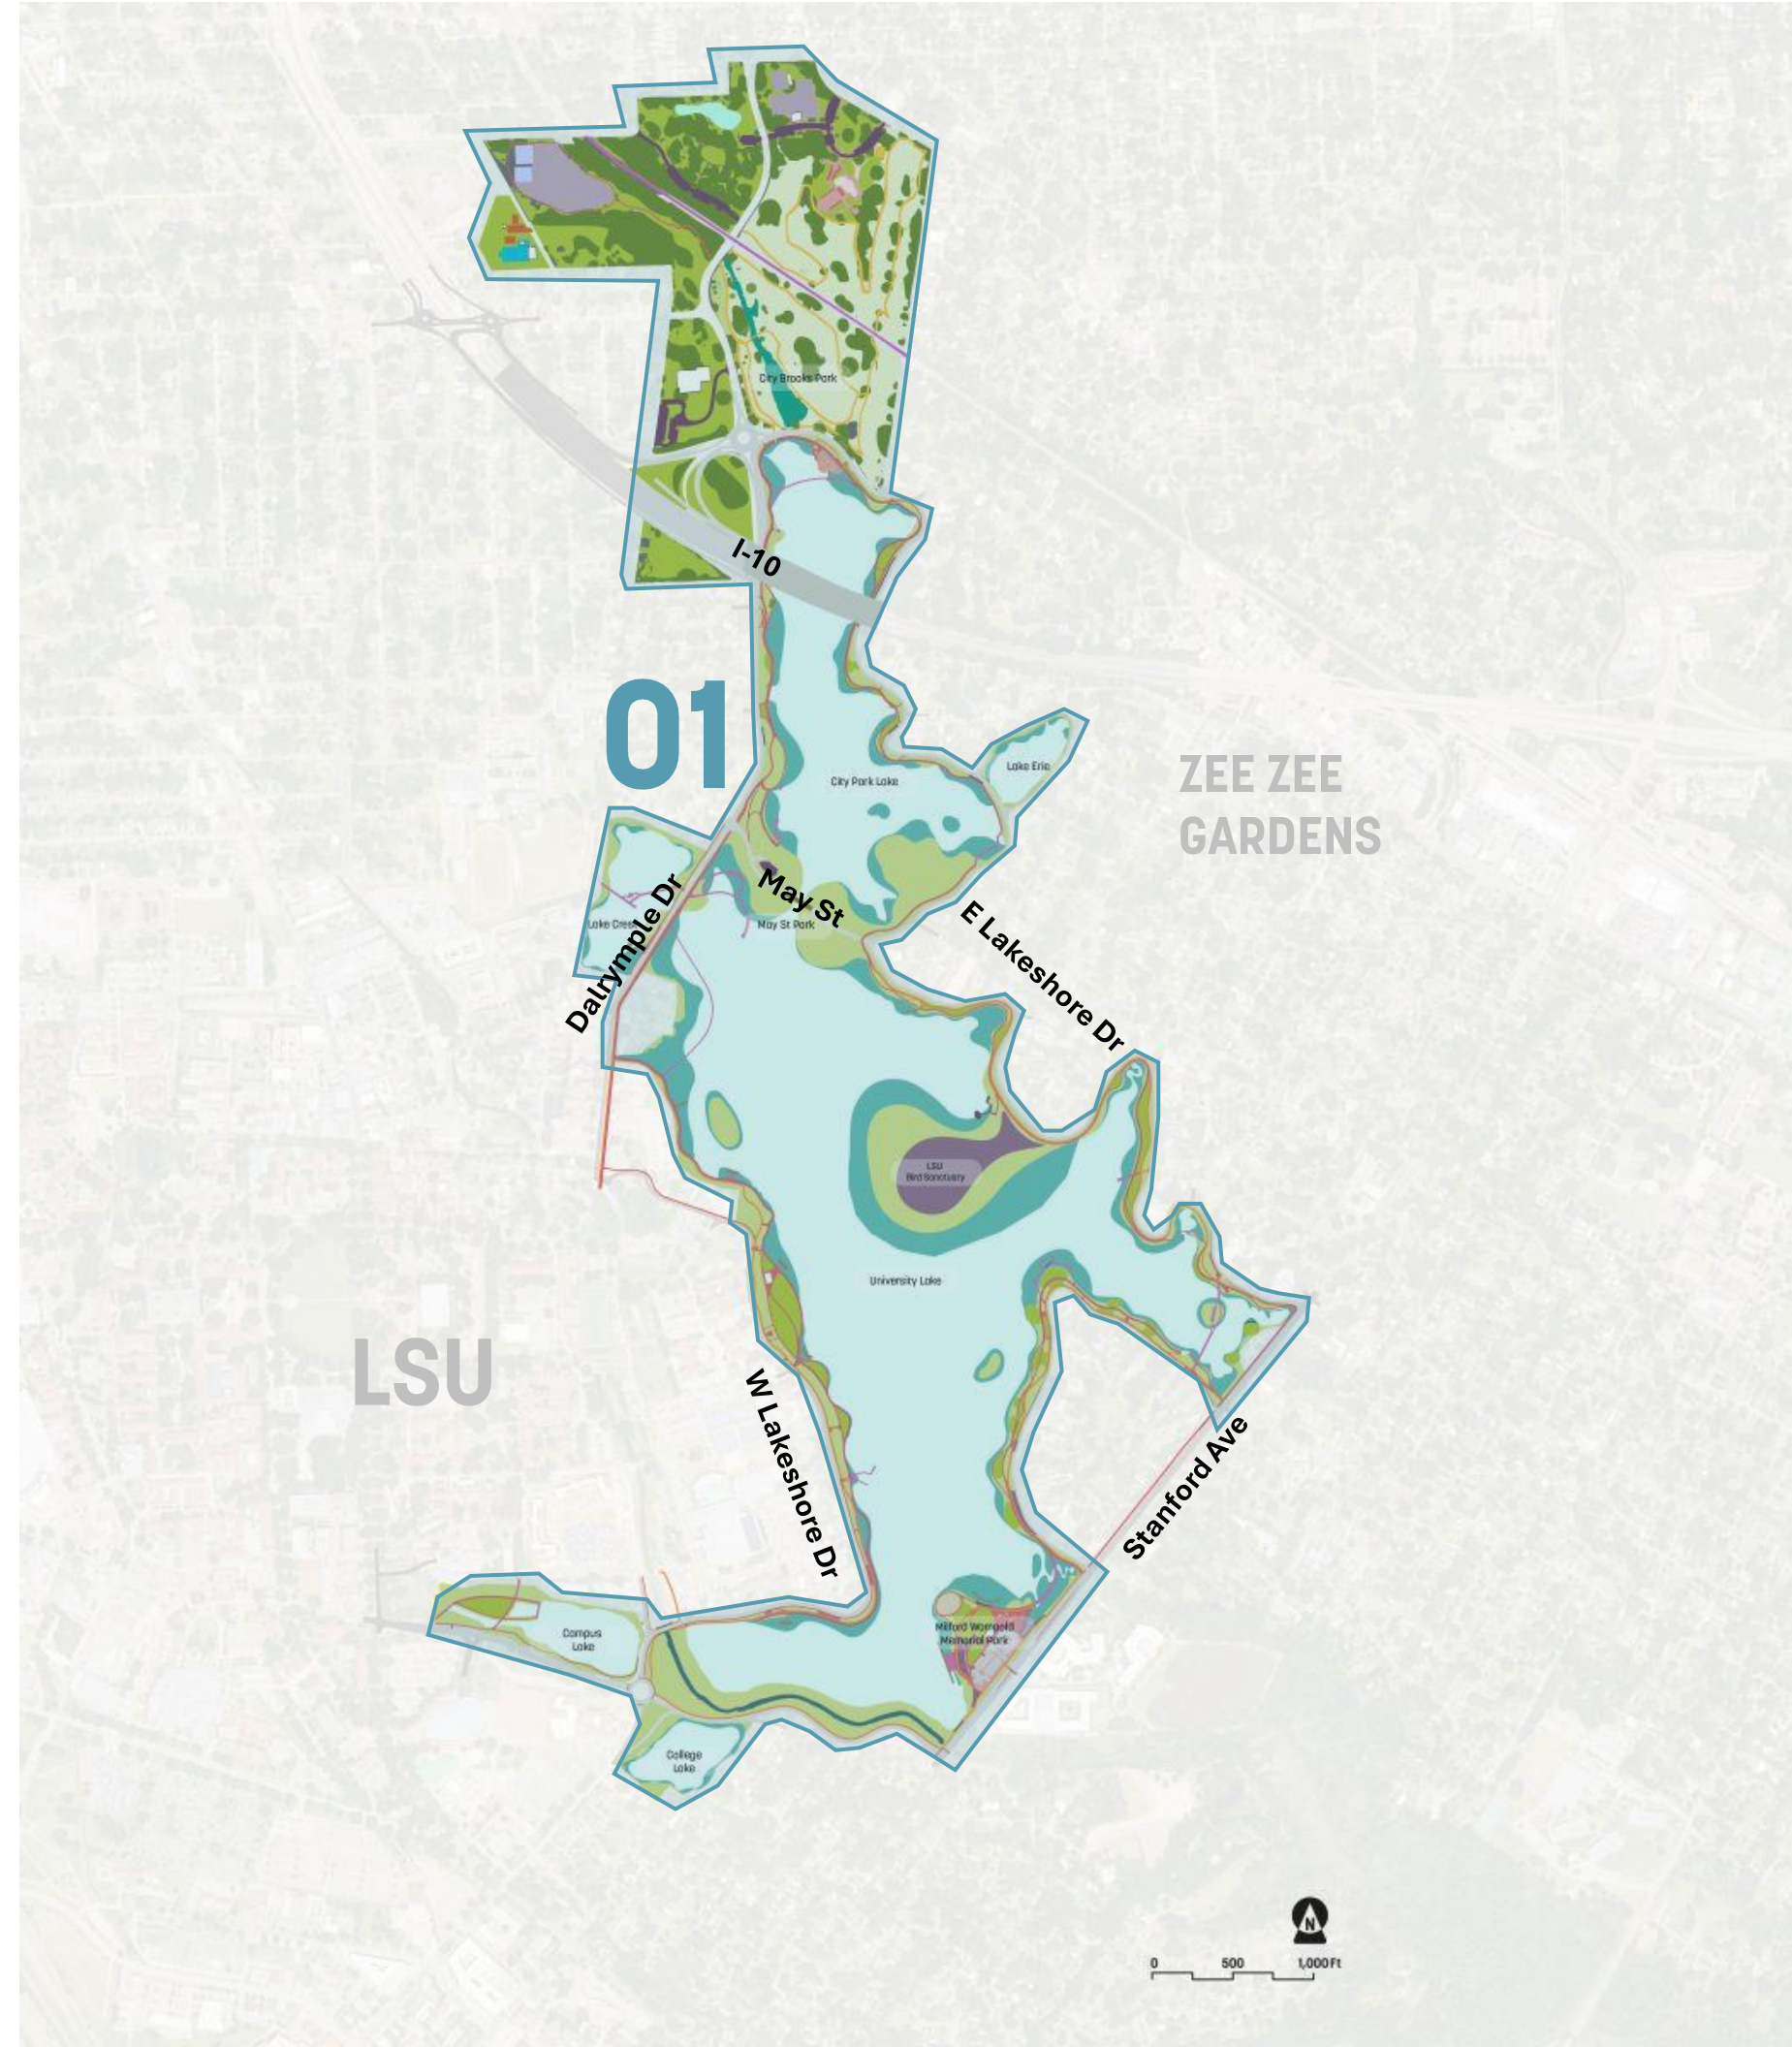 City Brooks Park
I-10
01
City Park Lake
Lake Erie
ZEE ZEE
GARDENS
May St
May St Park
Dalrymple Dr
E Lakeshore Dr
LSU
Bird Sanctuary
University Lake
LSU
W Lakeshore Dr
Stanford Ave
Campus
Lake
Milford Wampold
Memorial Park
College
Lake
N
0 500 1,000 Ft